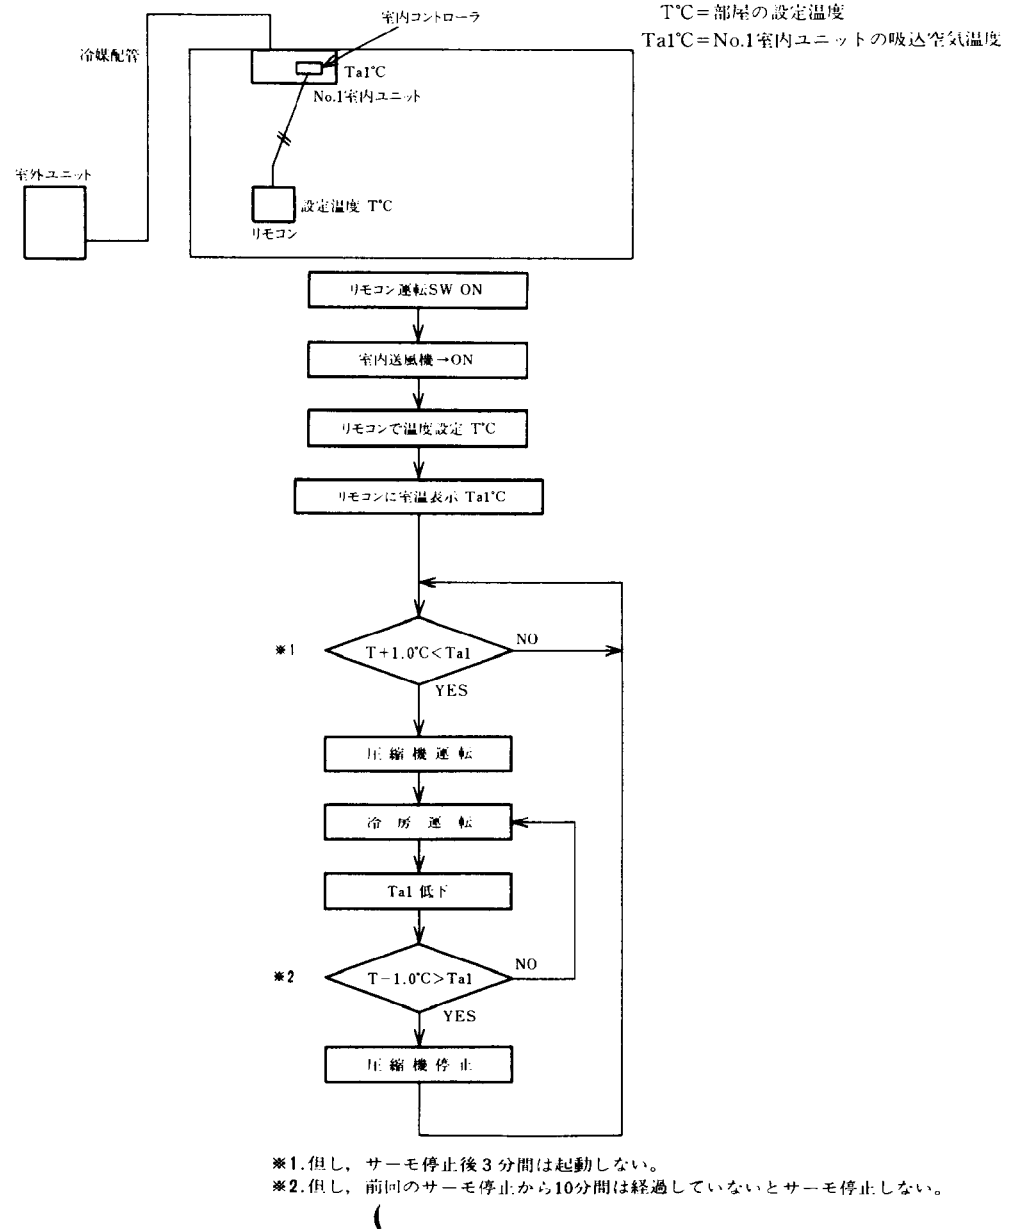 室内コントローラ
T℃=部屋の設定温度
Ta1℃=No.1室内ユニットの吸込空気温度
冷媒配管
Ta1℃
No.1室内ユニット
室外ユニット
設定温度 T℃
リモコン
リモコン運転SW ON
室内送風機→ON
リモコンで温度設定 T℃
リモコンに室温表示 Ta1℃
※1
T+1.0℃<Ta1
NO
YES
圧縮機運転
冷房運転
Ta1 低下
※2
T-1.0℃>Ta1
NO
YES
圧縮機停止
※1.但し，サーモ停止後3分間は起動しない。
※2.但し，前回のサーモ停止から10分間は経過していないとサーモ停止しない。
(